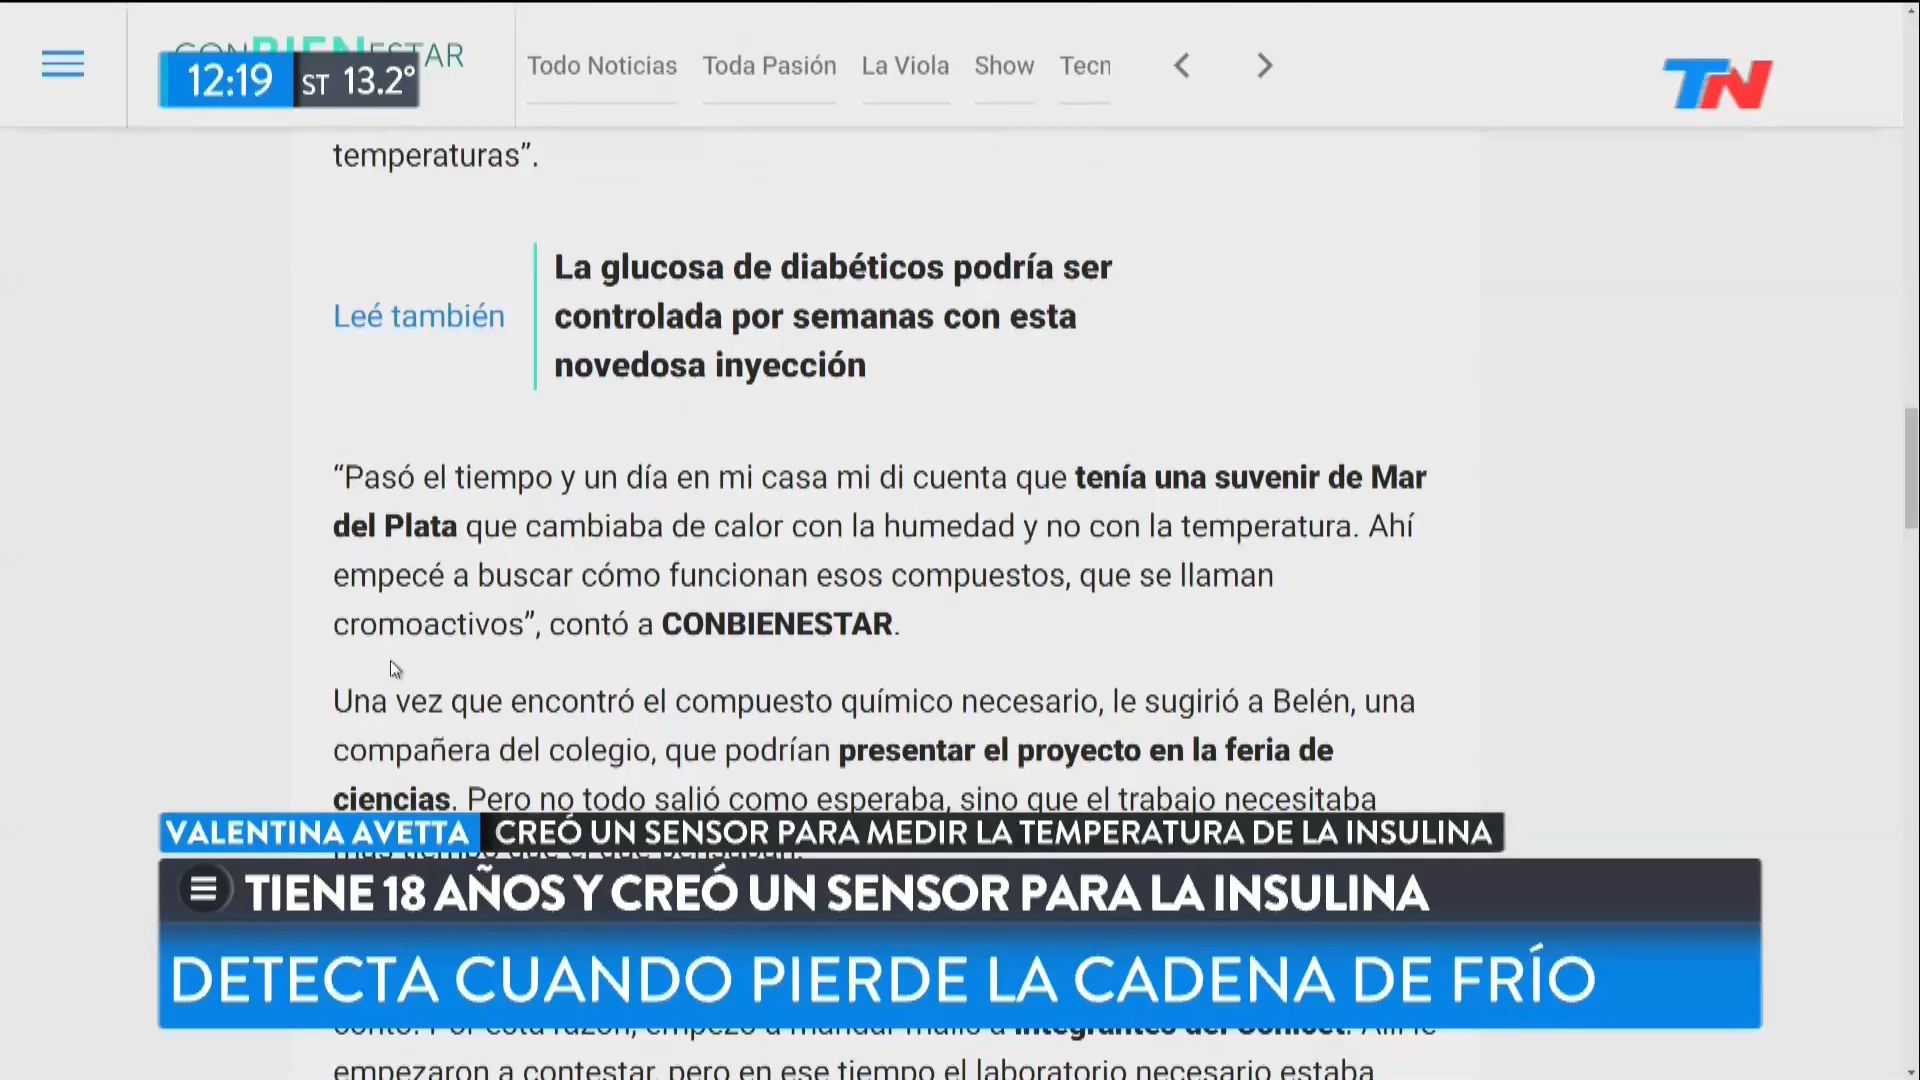 CONBIENESTAR
12:19 ST 13.2°
Todo Noticias Toda Pasión La Viola Show Tecn
TN
temperaturas”.
Leé también
La glucosa de diabéticos podría ser
controlada por semanas con esta
novedosa inyección
“Pasó el tiempo y un día en mi casa mi di cuenta que tenía una suvenir de Mar
del Plata que cambiaba de calor con la humedad y no con la temperatura. Ahí
empecé a buscar cómo funcionan esos compuestos, que se llaman
cromoactivos”, contó a CONBIENESTAR.
Una vez que encontró el compuesto químico necesario, le sugirió a Belén, una
compañera del colegio, que podrían presentar el proyecto en la feria de
ciencias. Pero no todo salió como esperaba, sino que el trabajo necesitaba
VALENTINA AVETTA CREÓ UN SENSOR PARA MEDIR LA TEMPERATURA DE LA INSULINA
TIENE 18 AÑOS Y CREÓ UN SENSOR PARA LA INSULINA
DETECTA CUANDO PIERDE LA CADENA DE FRÍO
empezaron a contestar, pero en ese tiempo el laboratorio necesario estaba